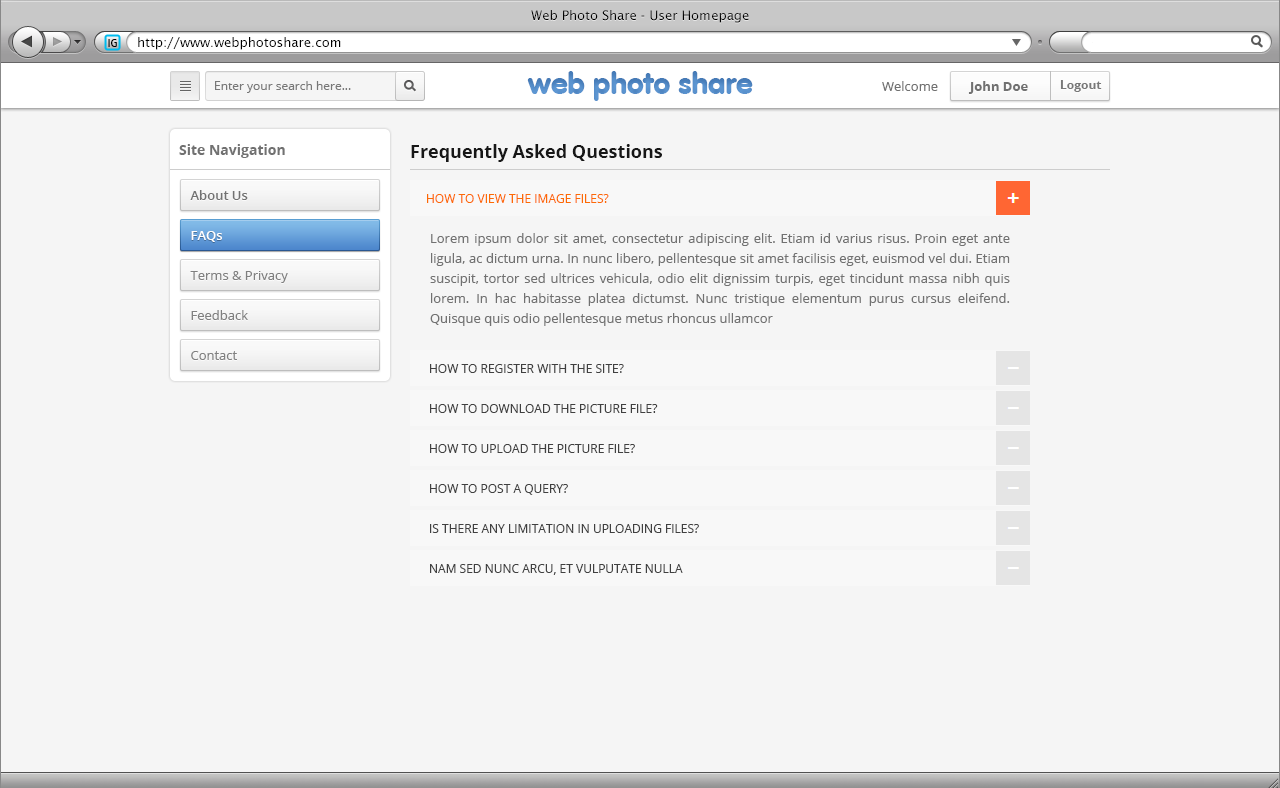 Web Photo Share - User Homepage
IG http://www.webphotoshare.com
Enter your search here... web photo share Welcome John Doe Logout
Site Navigation
About Us
FAQs
Terms & Privacy
Feedback
Contact
Frequently Asked Questions
HOW TO VIEW THE IMAGE FILES?
Lorem ipsum dolor sit amet, consectetur adipiscing elit. Etiam id varius risus. Proin eget ante
ligula, ac dictum urna. In nunc libero, pellentesque sit amet facilisis eget, euismod vel dui. Etiam
suscipit, tortor sed ultrices vehicula, odio elit dignissim turpis, eget tincidunt massa nibh quis
lorem. In hac habitasse platea dictumst. Nunc tristique elementum purus cursus eleifend.
Quisque quis odio pellentesque metus rhoncus ullamcor
HOW TO REGISTER WITH THE SITE?
HOW TO DOWNLOAD THE PICTURE FILE?
HOW TO UPLOAD THE PICTURE FILE?
HOW TO POST A QUERY?
IS THERE ANY LIMITATION IN UPLOADING FILES?
NAM SED NUNC ARCU, ET VULPUTATE NULLA